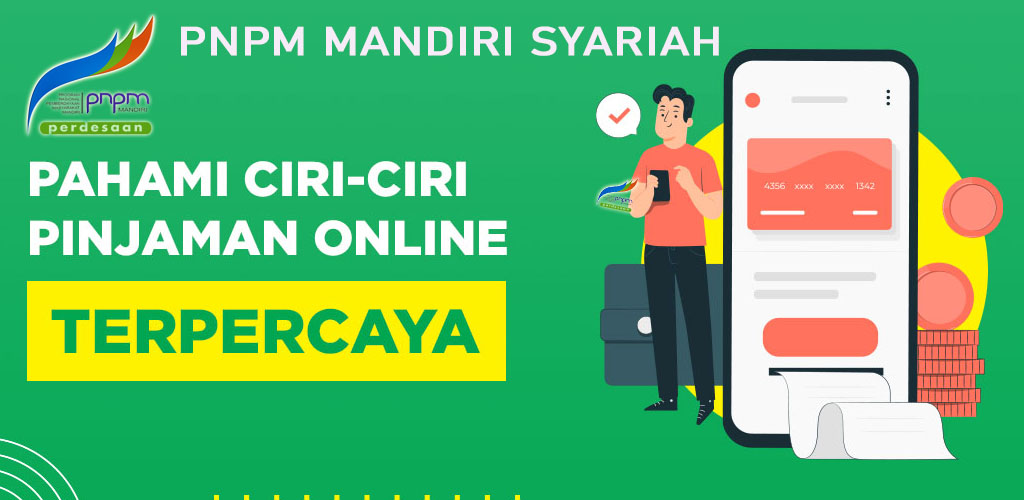 PNPM MANDIRI SYARIAH
pnpm
MANDIRI
perdesaan
PAHAMI CIRI-CIRI
PINJAMAN ONLINE
TERPERCAYA
4356 xxxx xxxx 1342